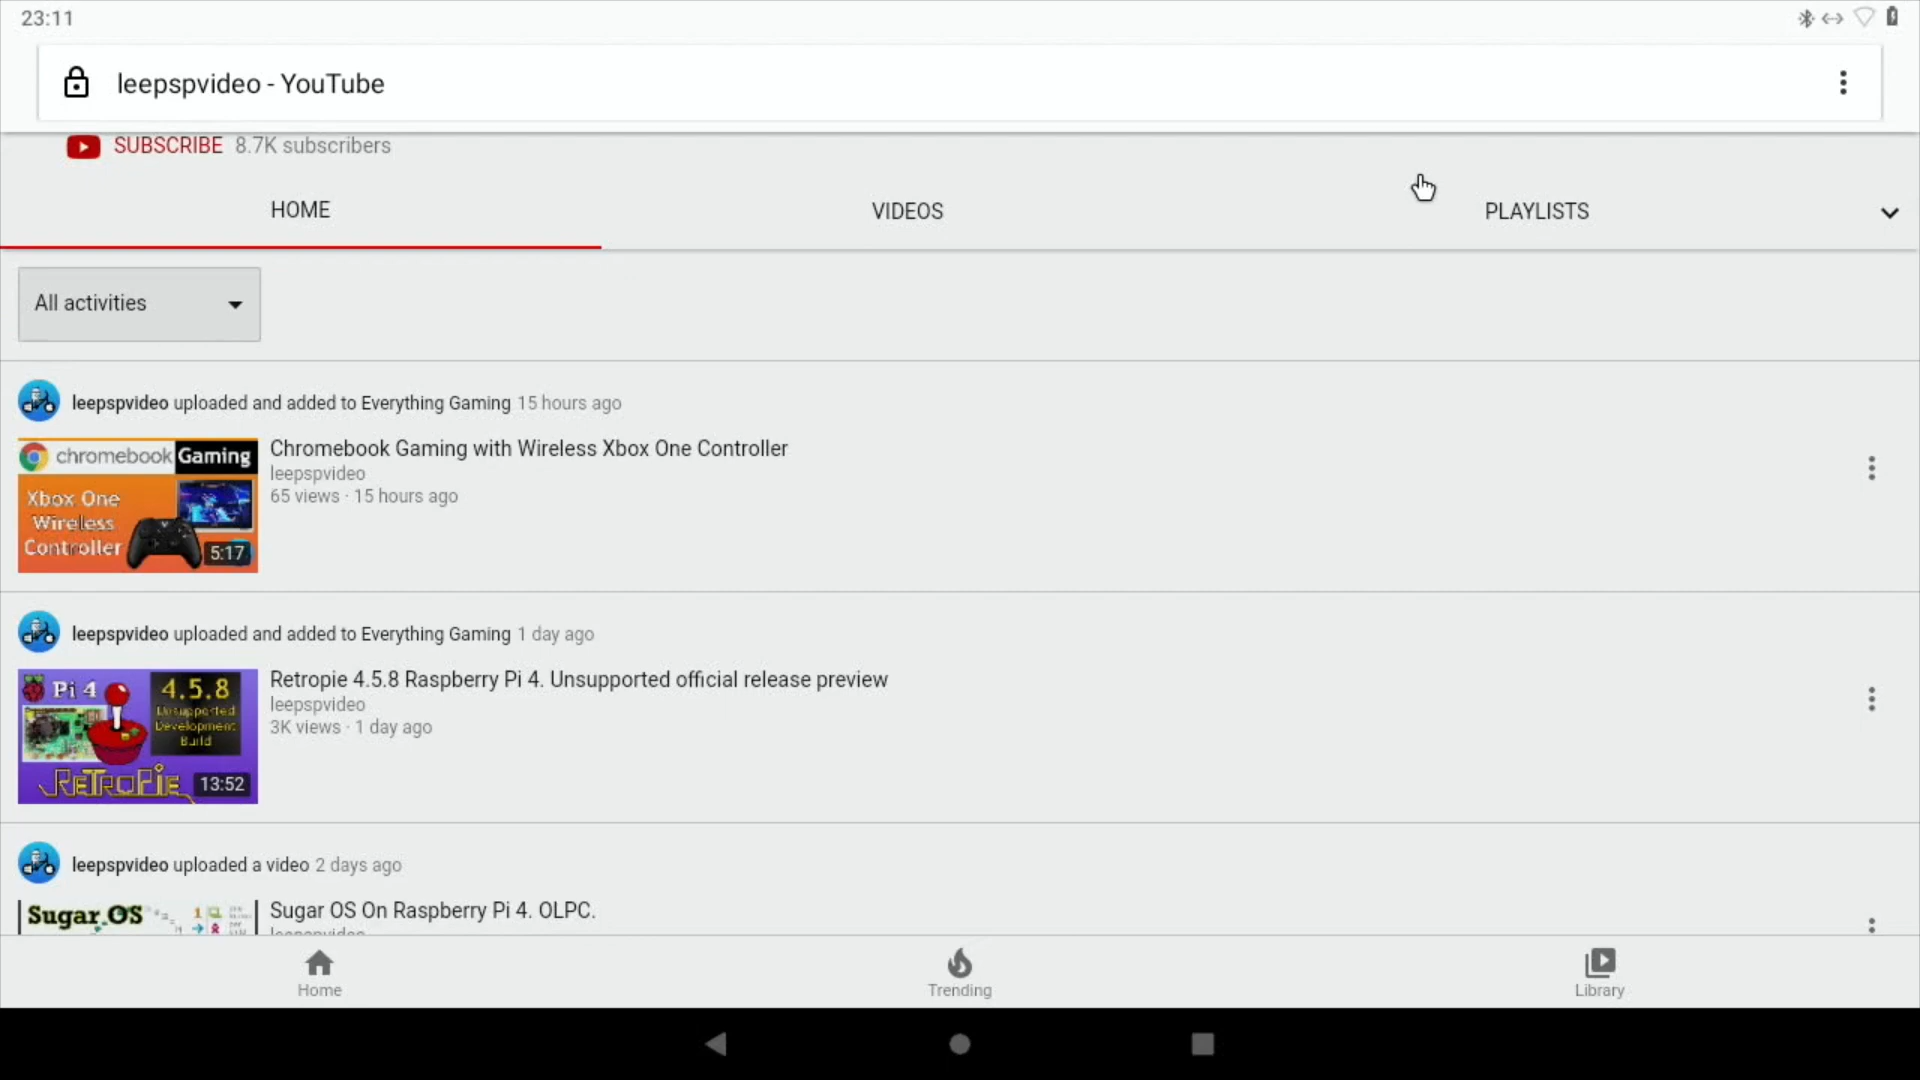 23:11
leepspvideo - YouTube
SUBSCRIBE 8.7K subscribers
HOME
VIDEOS
PLAYLISTS
All activities
leepspvideo uploaded and added to Everything Gaming 15 hours ago
chromebook Gaming
Xbox One
Wireless
Controller
5:17
Chromebook Gaming with Wireless Xbox One Controller
leepspvideo
65 views · 15 hours ago
leepspvideo uploaded and added to Everything Gaming 1 day ago
Pi 4
4.5.8
Unsupported
Development
Build
RETROPIE
13:52
Retropie 4.5.8 Raspberry Pi 4. Unsupported official release preview
leepspvideo
3K views · 1 day ago
leepspvideo uploaded a video 2 days ago
Sugar OS
Sugar OS On Raspberry Pi 4. OLPC.
leepspvideo
Home
Trending
Library